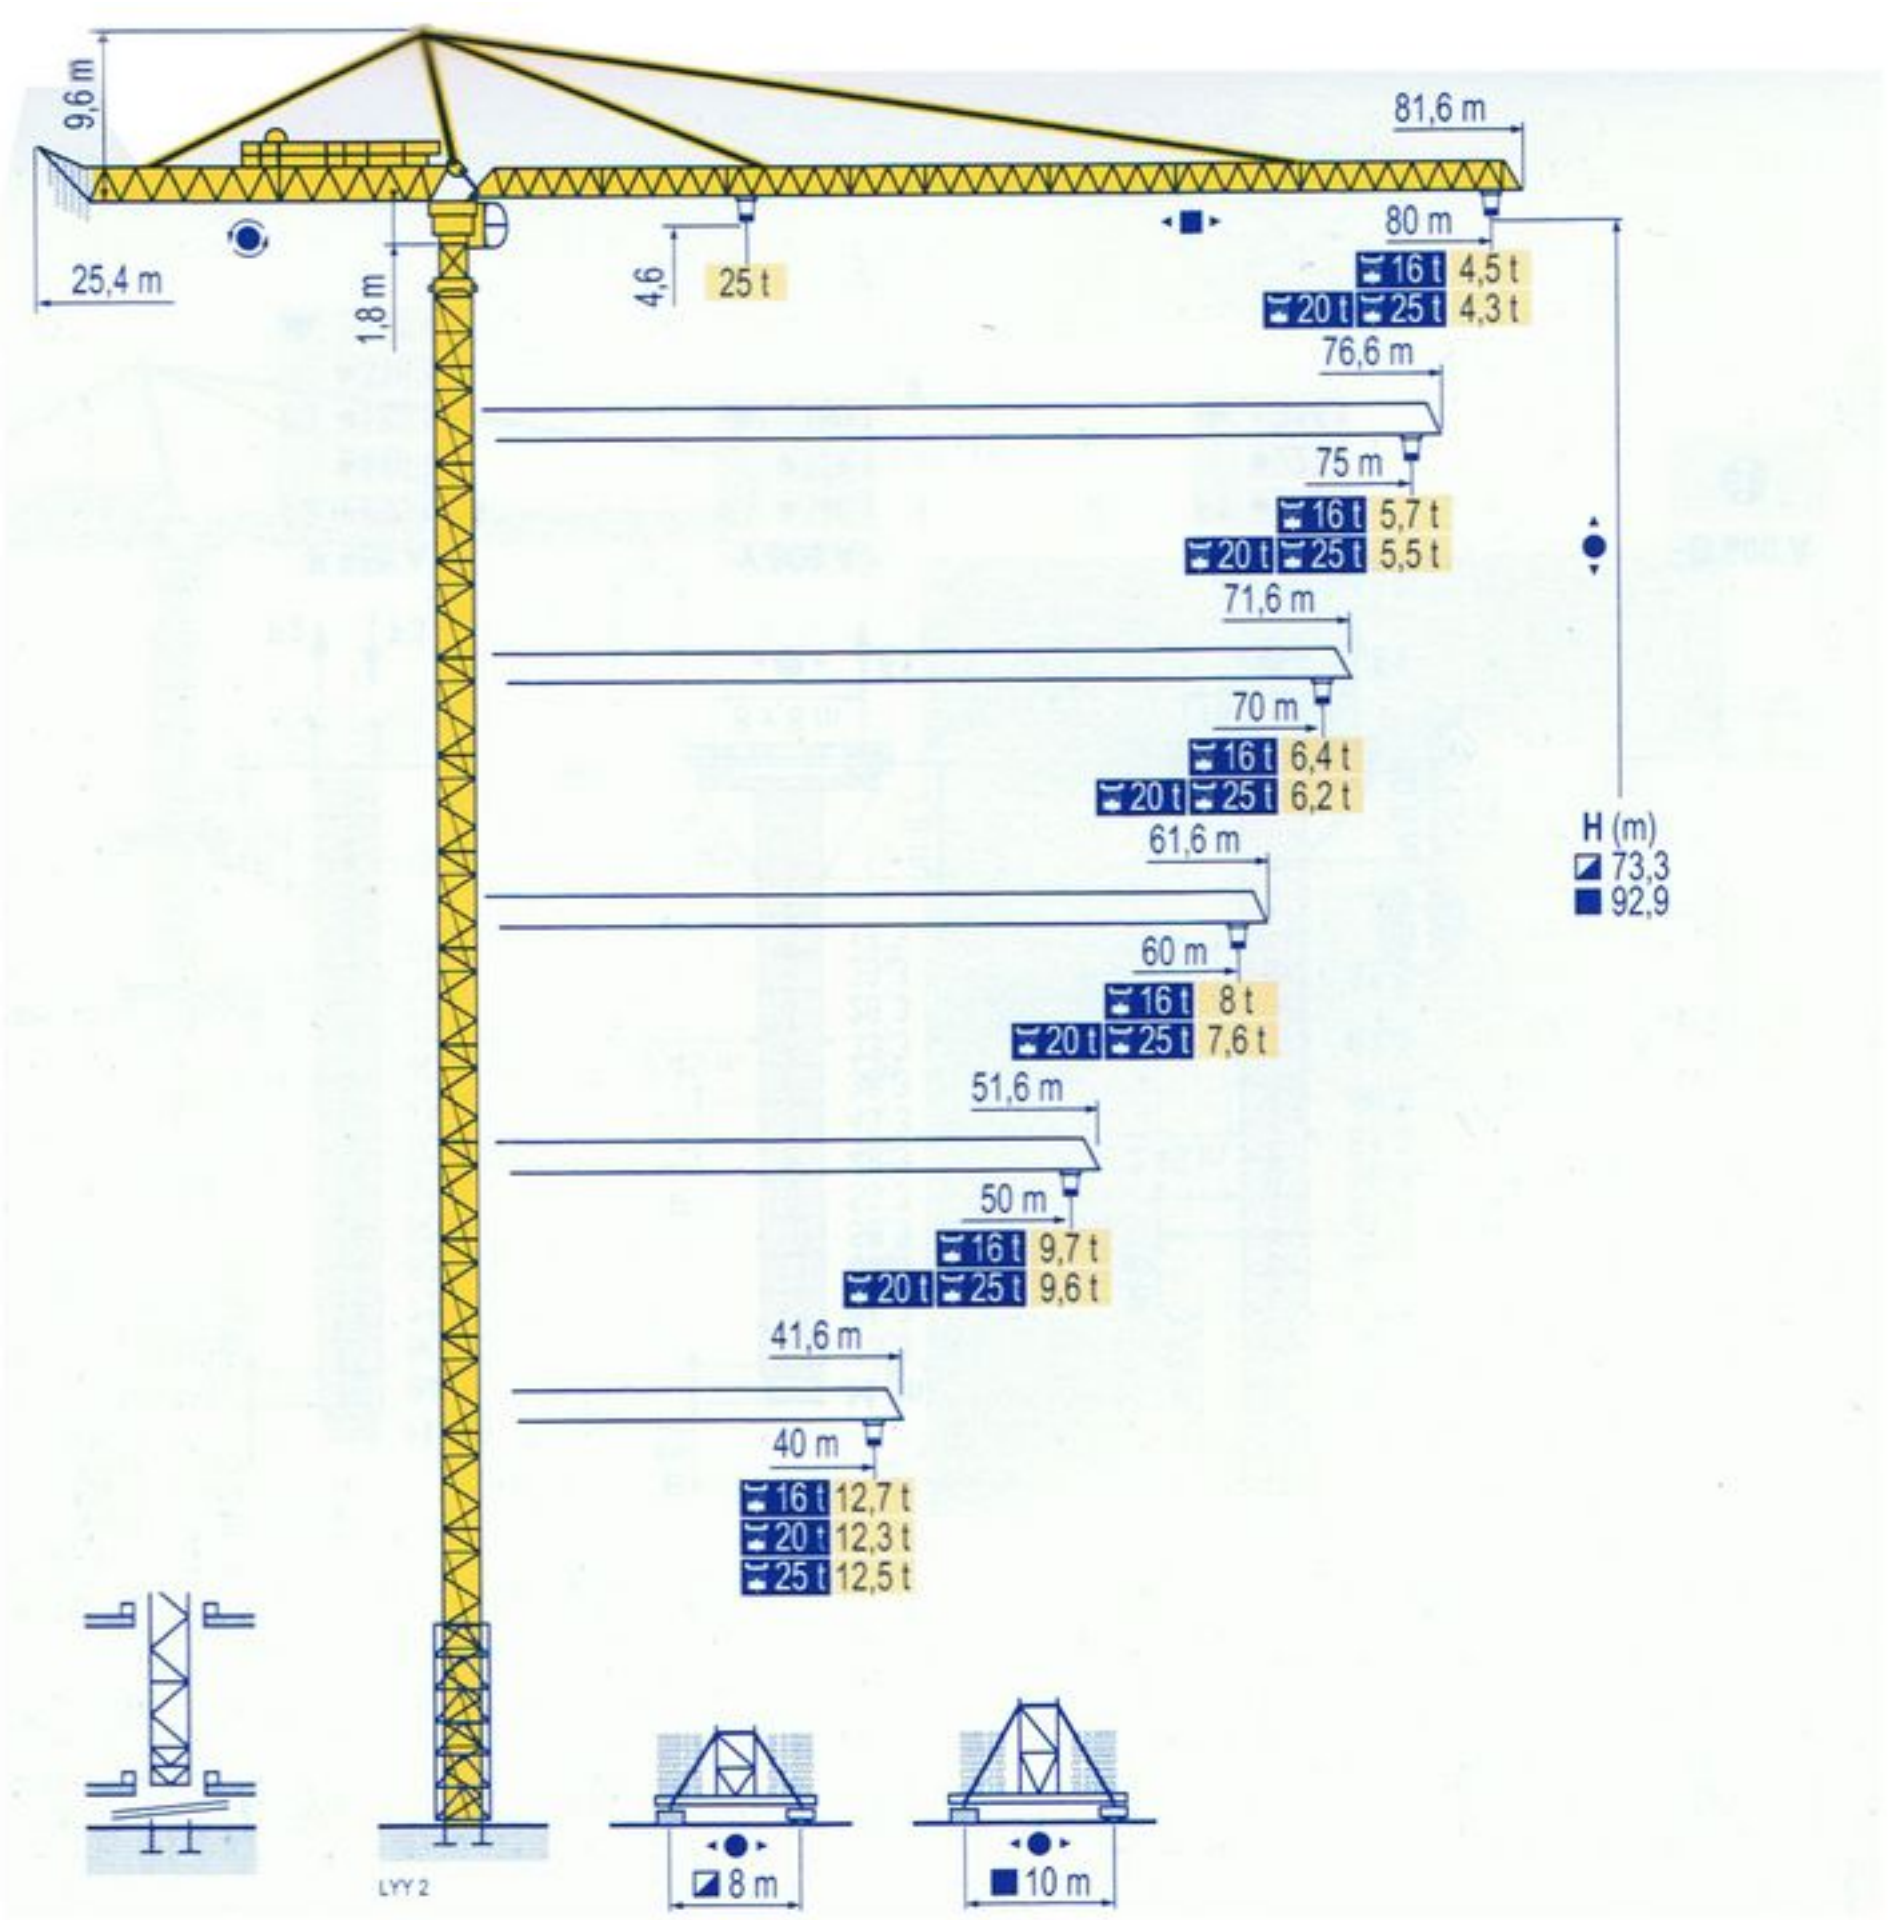 9,6 m
81,6 m
25,4 m
1,8 m
4,6
25 t
80 m
16 t 4,5 t
20 t 25 t 4,3 t
76,6 m
75 m
16 t 5,7 t
20 t 25 t 5,5 t
71,6 m
70 m
16 t 6,4 t
20 t 25 t 6,2 t
H (m)
73,3
92,9
61,6 m
60 m
16 t 8 t
20 t 25 t 7,6 t
51,6 m
50 m
16 t 9,7 t
20 t 25 t 9,6 t
41,6 m
40 m
16 t 12,7 t
20 t 12,3 t
25 t 12,5 t
LYY 2
8 m
10 m